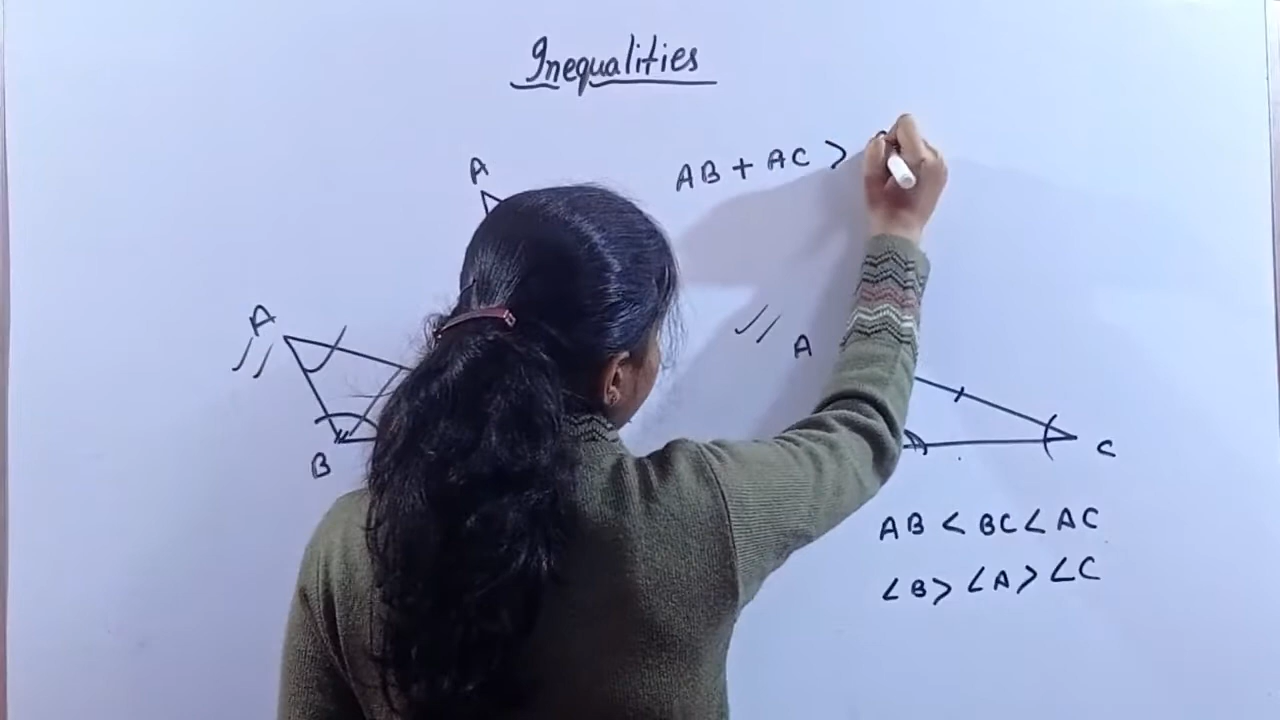 Inequalities
A
AB + AC >
A
A
B
C
AB < BC < AC
<B> <A> <C